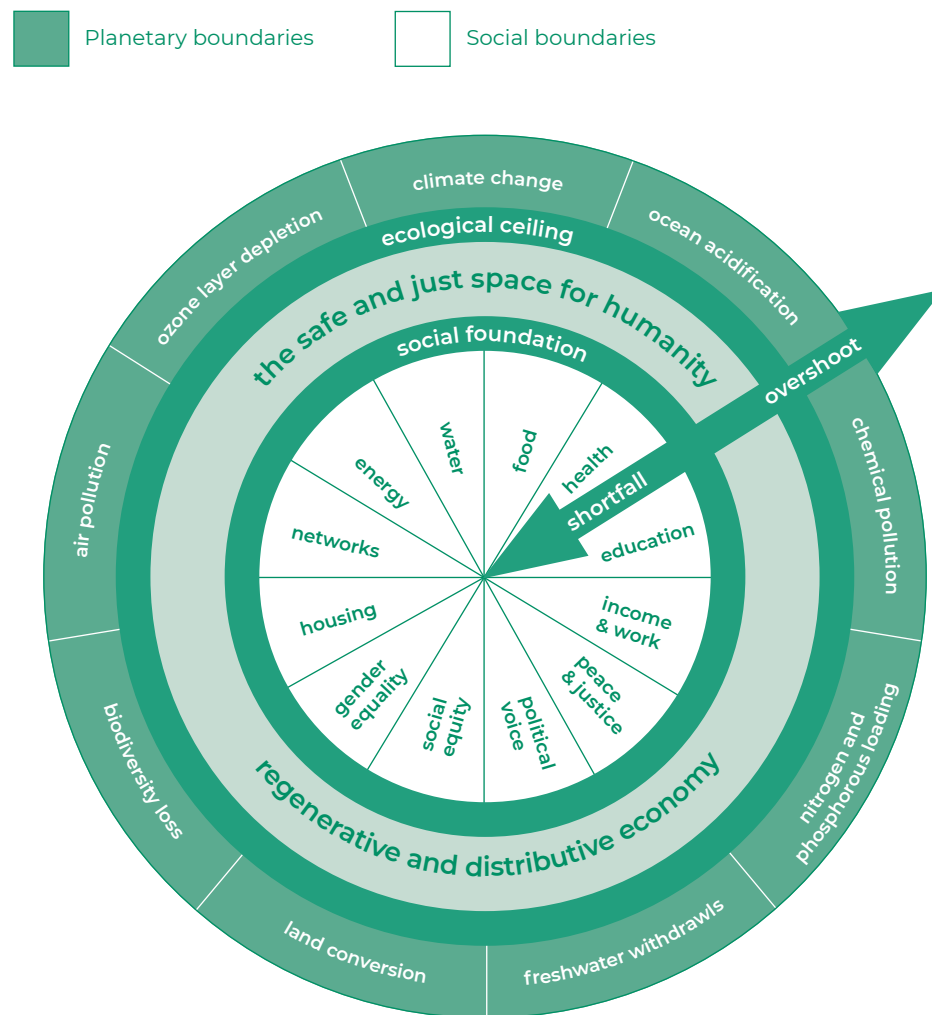 Planetary boundaries
Social boundaries
climate change
ocean acidification
chemical pollution
nitrogen and
phosphorous loading
freshwater withdrawls
land conversion
biodiversity loss
air pollution
ozone layer depletion
ecological ceiling
the safe and just space for humanity
social foundation
overshoot
shortfall
water
food
health
education
income
& work
peace
& justice
political
voice
social
equity
gender
equality
housing
networks
energy
regenerative and distributive economy